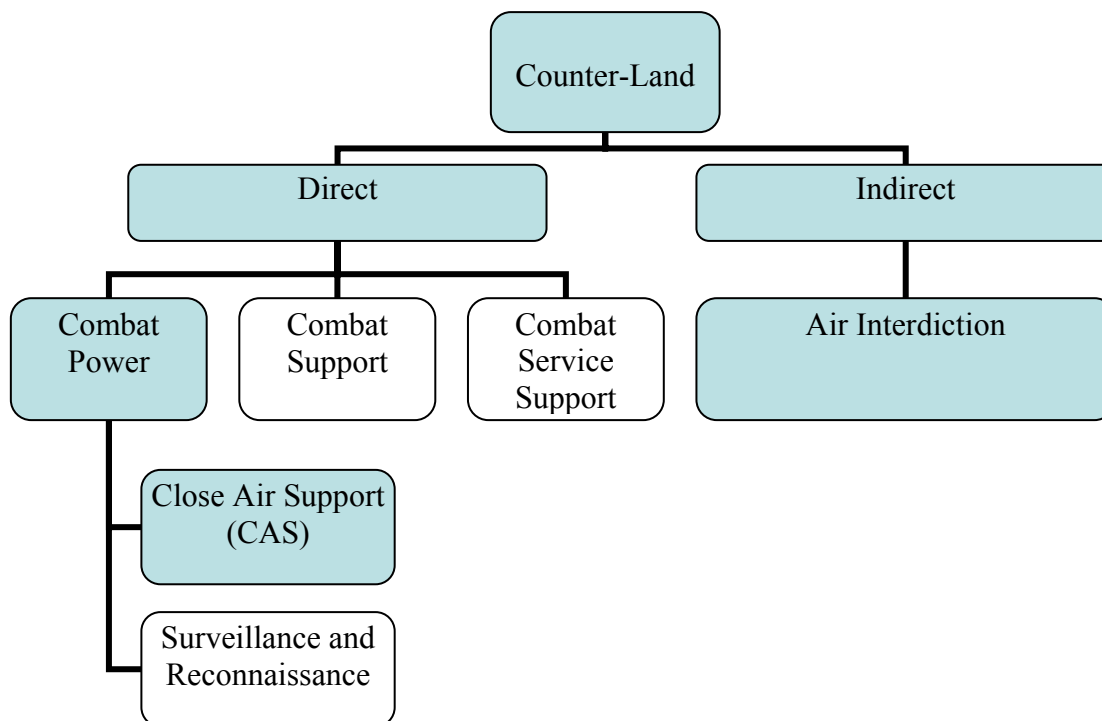 Counter-Land
Direct
Indirect
Combat
Power
Combat
Support
Combat
Service
Support
Air Interdiction
Close Air Support
(CAS)
Surveillance and
Reconnaissance